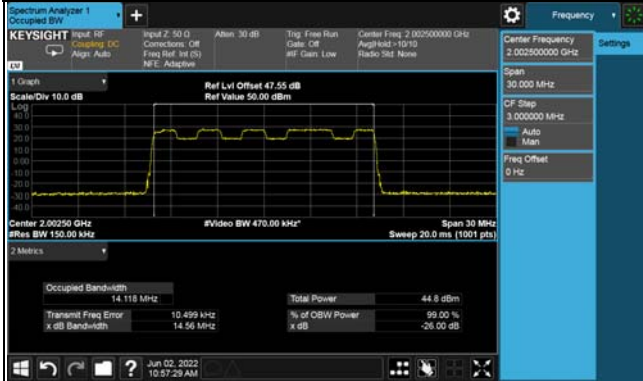 Spectrum Analyzer 1
Occupied BW
+
Frequency
KEYSIGHT Input: RF
Coupling: DC
Align: Auto
Input Z: 50 Ω
Corrections: Off
Freq Ref: Int (S)
NFE: Adaptive
Atten: 30 dB
Trig: Free Run
Gate: Off
#IF Gain: Low
Center Freq: 2.002500000 GHz
Avg|Hold:>10/10
Radio Std: None
Center Frequency
2.002500000 GHz
Settings
Span
30.000 MHz
CF Step
3.000000 MHz
Auto
Man
Freq Offset
0 Hz
1 Graph
Scale/Div 10.0 dB
Ref Lvl Offset 47.55 dB
Ref Value 50.00 dBm
Log
40.0
30.0
20.0
10.0
0.00
-10.0
-20.0
-30.0
-40.0
Center 2.00250 GHz
#Res BW 150.00 kHz
#Video BW 470.00 kHz*
Span 30 MHz
Sweep 20.0 ms (1001 pts)
2 Metrics
Occupied Bandwidth
14.118 MHz
Total Power 44.8 dBm
Transmit Freq Error 10.499 kHz
% of OBW Power 99.00 %
x dB Bandwidth 14.56 MHz
x dB -26.00 dB
?
Jun 02, 2022
10:57:29 AM